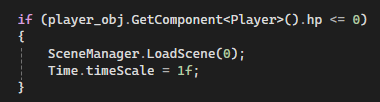 if (player_obj.GetComponent<Player>().hp <= 0)
{
    SceneManager.LoadScene(0);
    Time.timeScale = 1f;
}